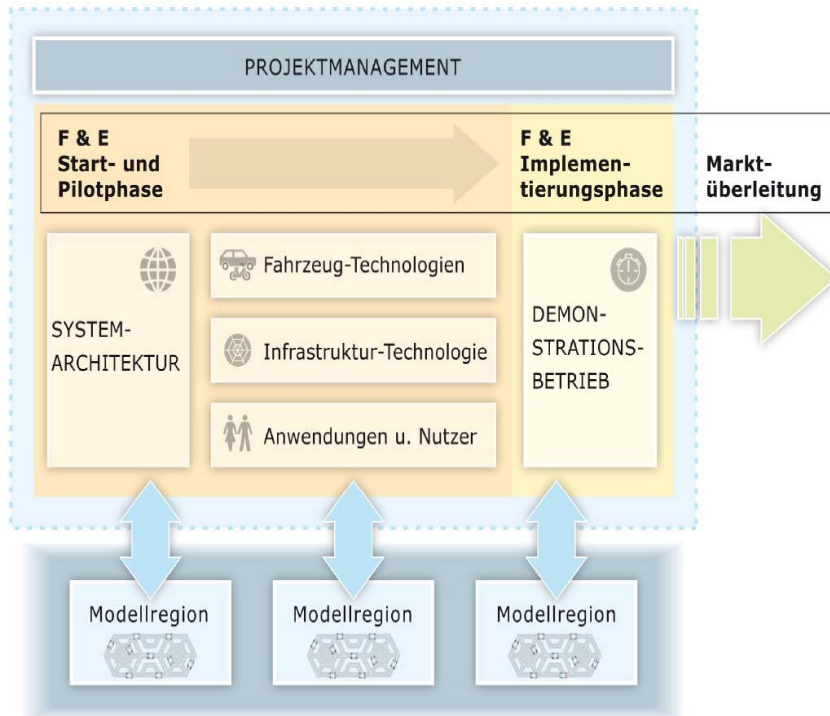 PROJEKTMANAGEMENT
F & E
Start- und
Pilotphase
F & E
Implemen-
tierungsphase
Markt-
überleitung
SYSTEM-
ARCHITEKTUR
Fahrzeug-Technologien
Infrastruktur-Technologie
Anwendungen u. Nutzer
DEMON-
STRATIONS-
BETRIEB
Modellregion
Modellregion
Modellregion